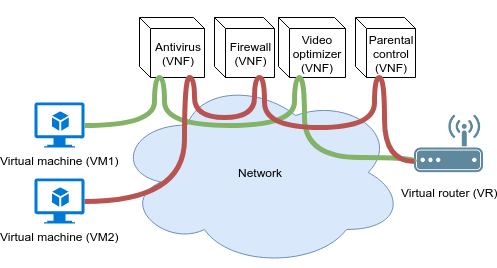 Antivirus
(VNF)
Firewall
(VNF)
Video
optimizer
(VNF)
Parental
control
(VNF)
Virtual machine (VM1)
Network
Virtual router (VR)
Virtual machine (VM2)